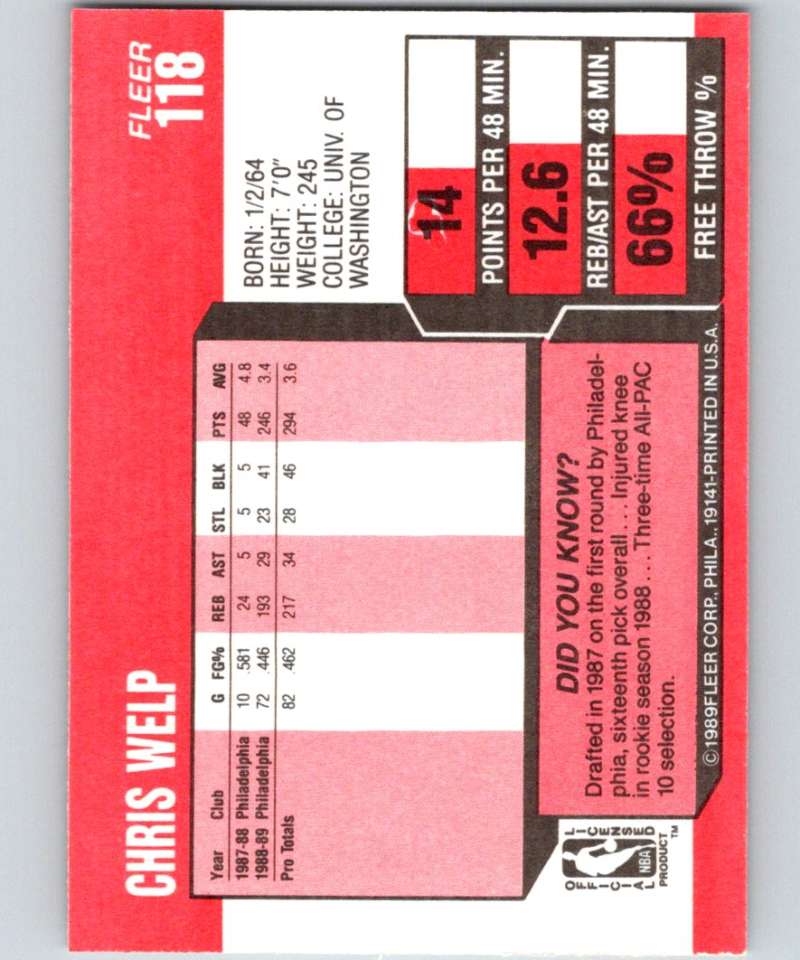 CHRIS WELP
FLEER
118
BORN: 1/2/64
HEIGHT: 7'0"
WEIGHT: 245
COLLEGE: UNIV. OF
WASHINGTON
Year Club G FG% REB AST STL BLK PTS AVG
1987-88 Philadelphia 10 .581 24 5 5 5 48 4.8
1988-89 Philadelphia 72 .446 193 29 23 41 246 3.4
Pro Totals 82 .462 217 34 28 46 294 3.6
14
POINTS PER 48 MIN.
12.6
REB/AST PER 48 MIN.
66%
FREE THROW %
DID YOU KNOW?
Drafted in 1987 on the first round by Philadel-
phia, sixteenth pick overall . . . Injured knee
in rookie season 1988 . . . Three-time All-PAC
10 selection.
OFFICIAL
LICENSED
NBA
PRODUCT™
©1989FLEER CORP., PHILA., 19141-PRINTED IN U.S.A.